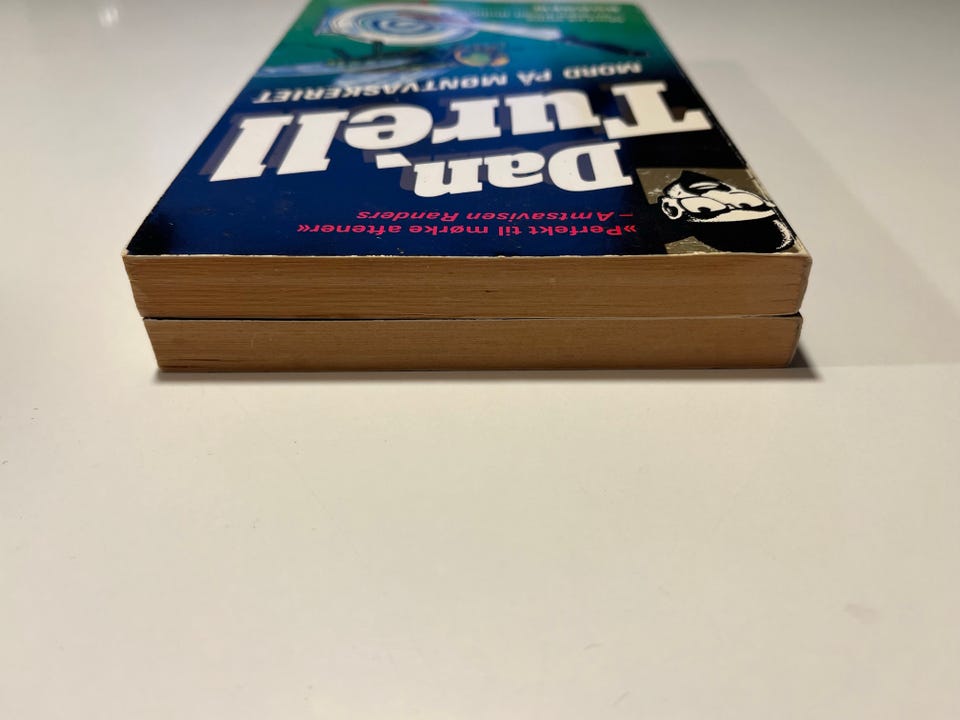 »Perfekt til mørke aftener«
– Amtsavisen Randers
Dan
Turèll
MORD PÅ MØNTVASKERIET